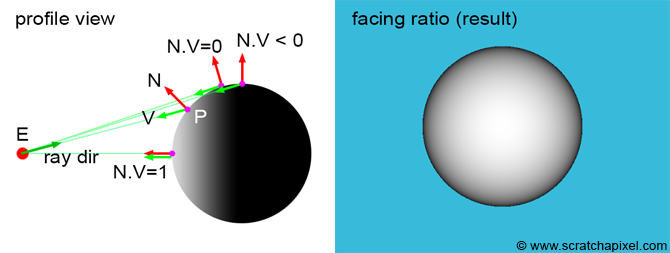 profile view
N.V=0
N.V < 0
N
V
P
E
ray dir
N.V=1
facing ratio (result)
© www.scratchapixel.com